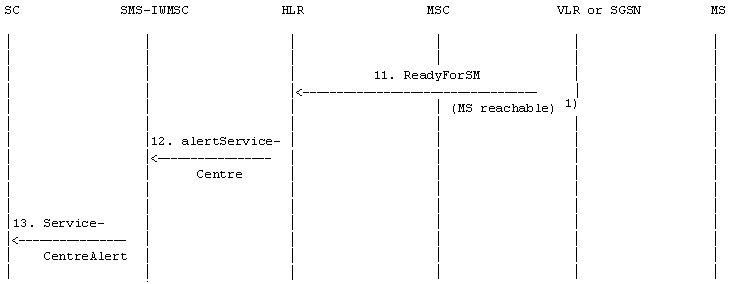 SC SMS-IWMSC HLR MSC VLR or SGSN MS
11. ReadyForSM
(MS reachable) 1)
12. alertService-
Centre
13. Service-
CentreAlert